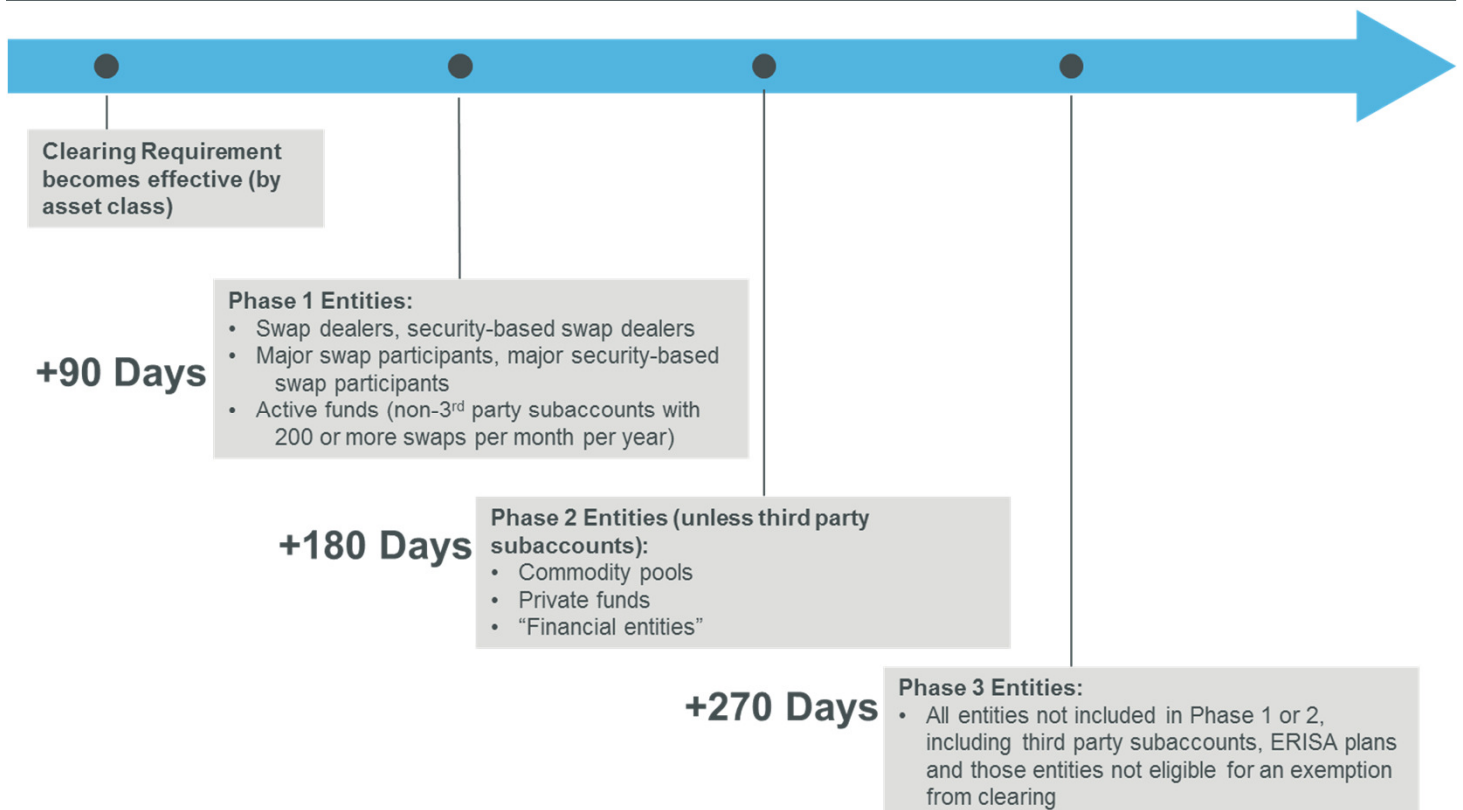 Clearing Requirement
becomes effective (by
asset class)
+90 Days
Phase 1 Entities:
• Swap dealers, security-based swap dealers
• Major swap participants, major security-based
swap participants
• Active funds (non-3rd party subaccounts with
200 or more swaps per month per year)
+180 Days
Phase 2 Entities (unless third party
subaccounts):
• Commodity pools
• Private funds
• “Financial entities”
+270 Days
Phase 3 Entities:
• All entities not included in Phase 1 or 2,
including third party subaccounts, ERISA plans
and those entities not eligible for an exemption
from clearing